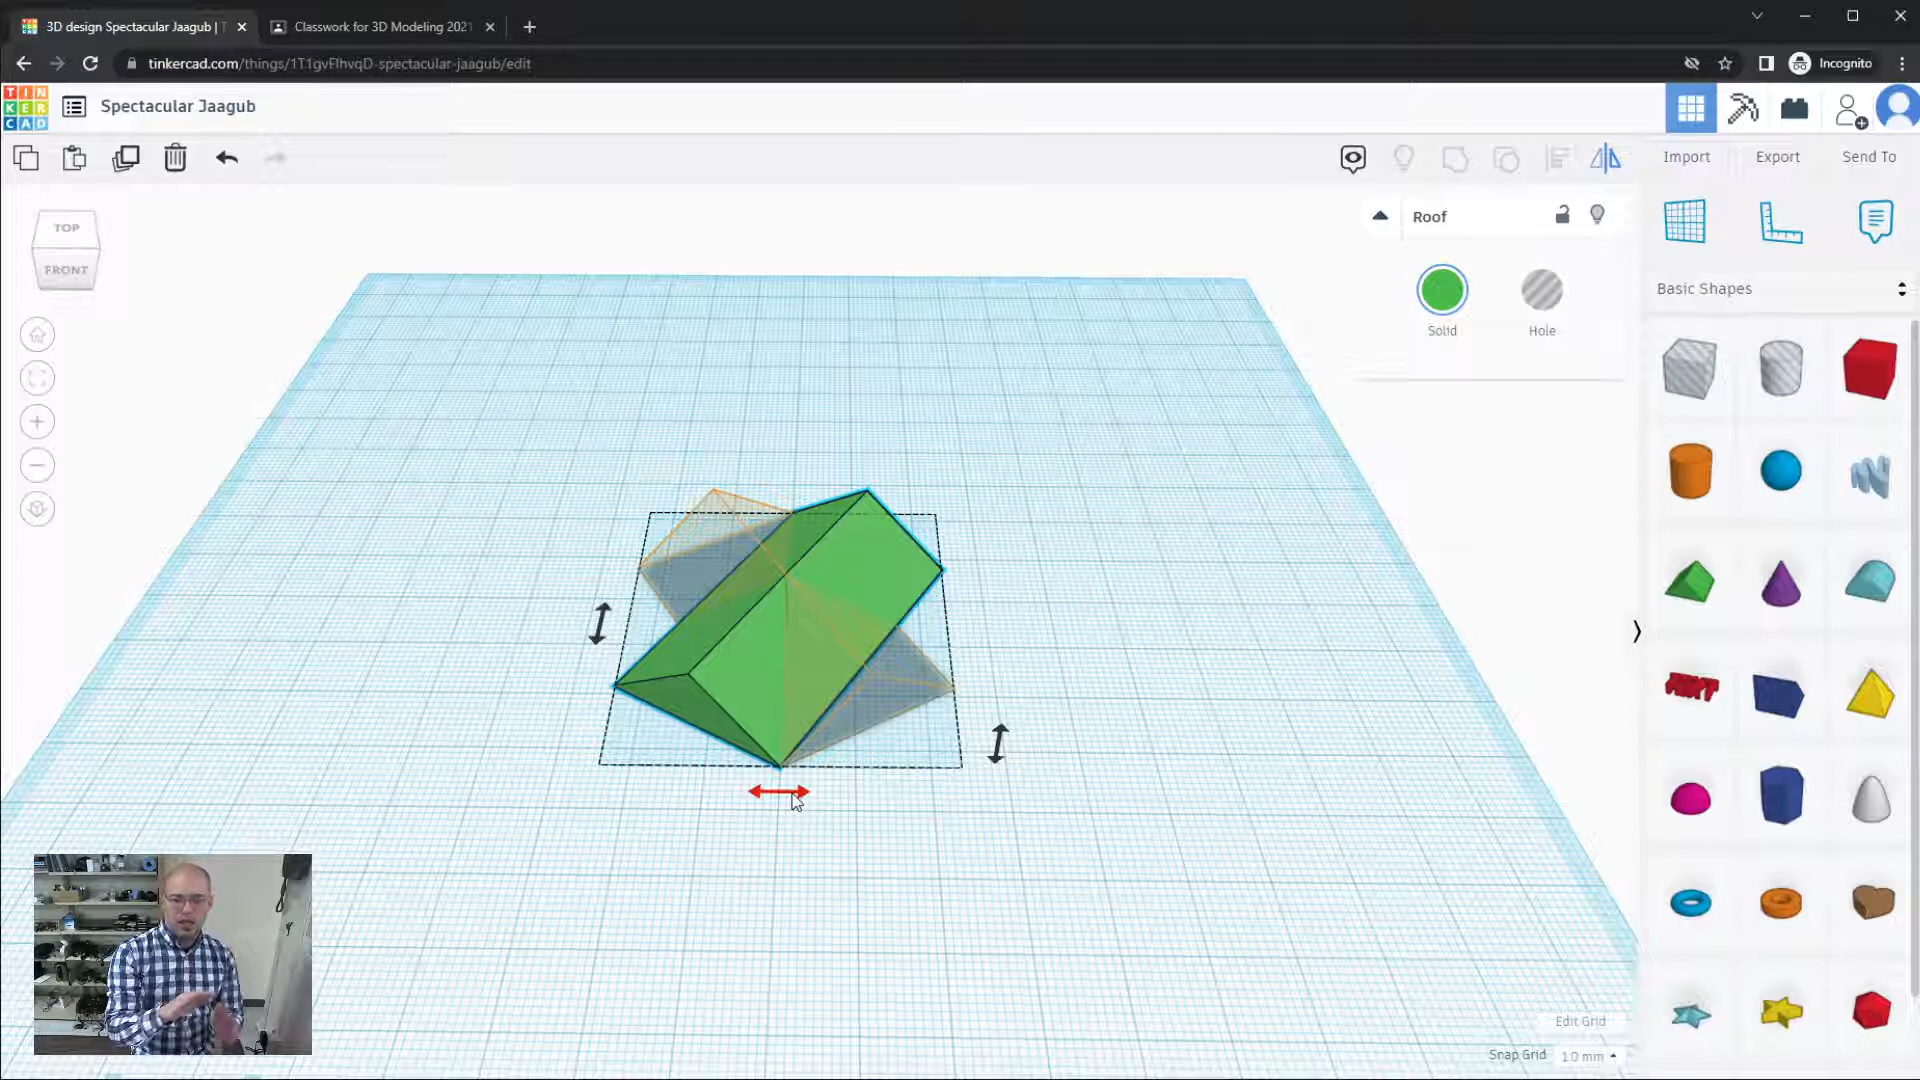 3D design Spectacular Jaagub | T
Classwork for 3D Modeling 2021
tinkercad.com/things/1T1gvFlhvqD-spectacular-jaagub/edit
Incognito
TIN
KER
CAD
Spectacular Jaagub
Import
Export
Send To
TOP
FRONT
Roof
Solid
Hole
Basic Shapes
Edit Grid
Snap Grid
1.0 mm